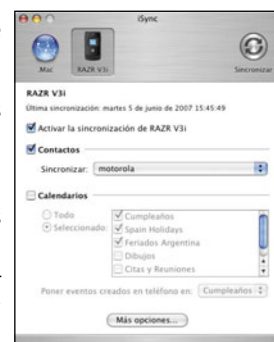 iSync
.Mac
RAZR V3i
Sincronizar
RAZR V3i
Última sincronización: martes 5 de junio de 2007 15:45:49
Activar la sincronización de RAZR V3i
Contactos
Sincronizar: motorola
Calendarios
Todo
Seleccionado:
Cumpleaños
Spain Holidays
Feriados Argentina
Dibujos
Citas y Reuniones
Poner eventos creados en teléfono en: Cumpleaños
Más opciones...